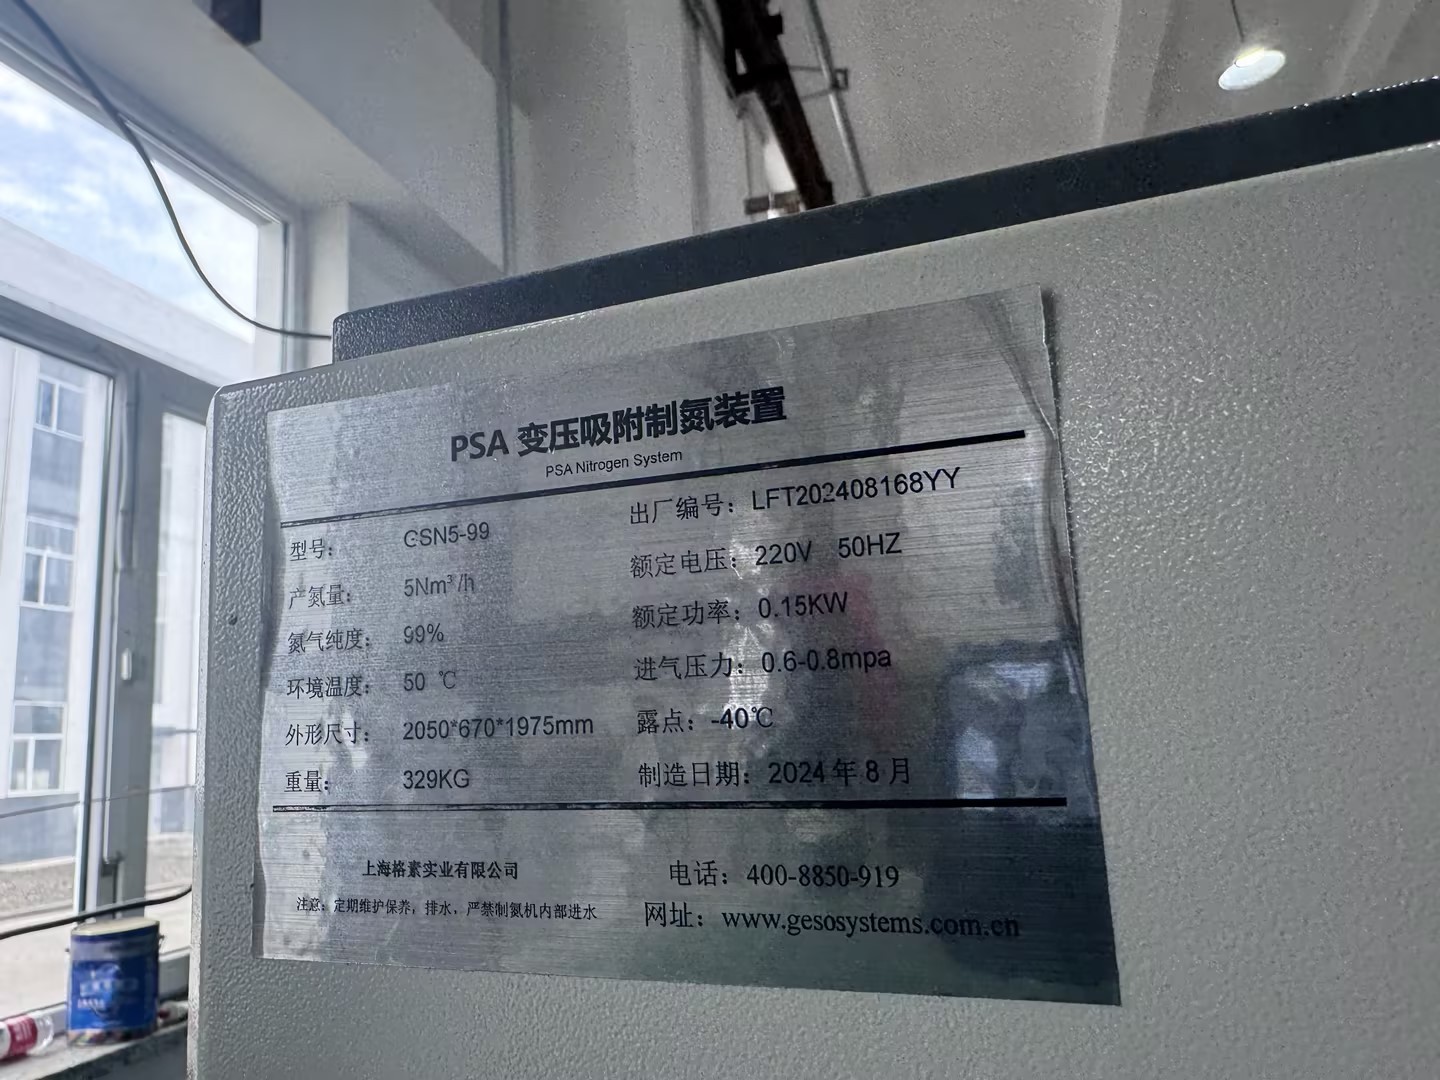 PSA 变压吸附制氮装置
PSA Nitrogen System
型号： GSN5-99
出厂编号：LFT202408168YY
产氮量： 5Nm³/h
额定电压：220V 50HZ
氮气纯度： 99%
额定功率：0.15KW
环境温度： 50 ℃
进气压力：0.6-0.8mpa
外形尺寸： 2050*670*1975mm
露点：-40℃
重量： 329KG
制造日期：2024年8月
上海格素实业有限公司
电话：400-8850-919
注意：定期维护保养，排水，严禁制氮机内部进水
网址：www.gesosystems.com.cn